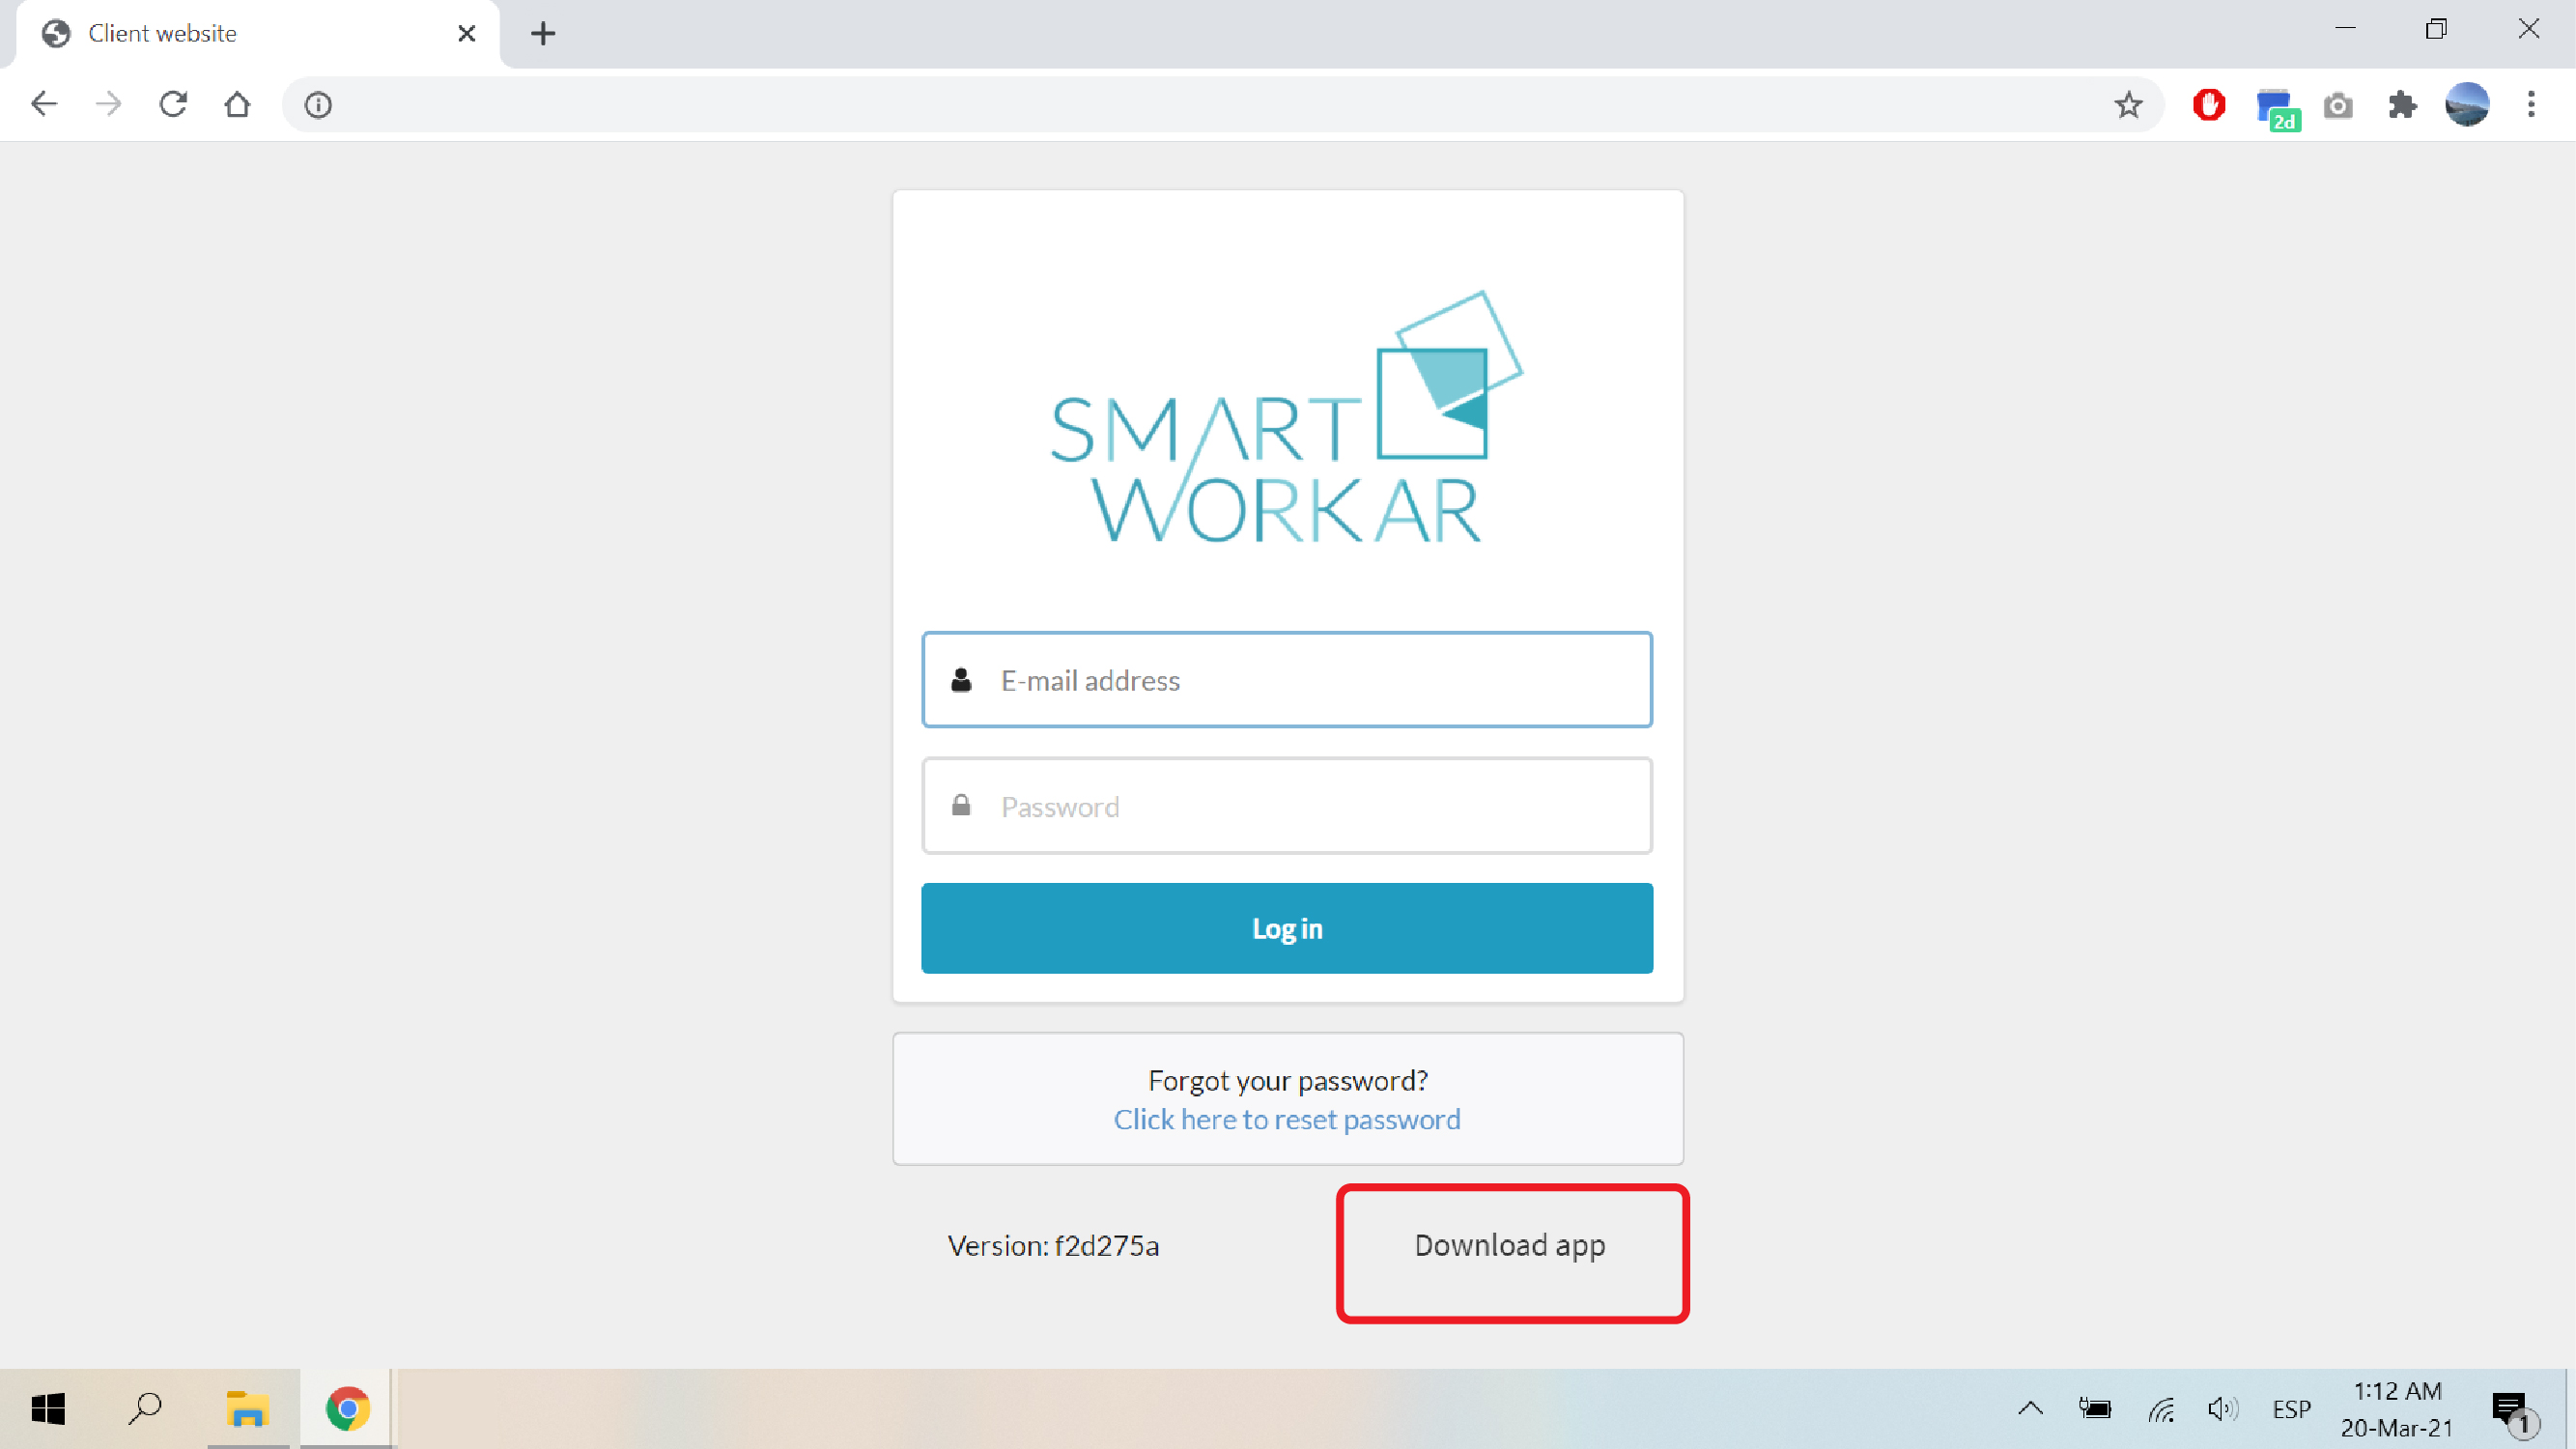 Client website
2d
SMART
WORKAR
E-mail address
Password
Log in
Forgot your password?
Click here to reset password
Version: f2d275a
Download app
ESP
1:12 AM
20-Mar-21
1